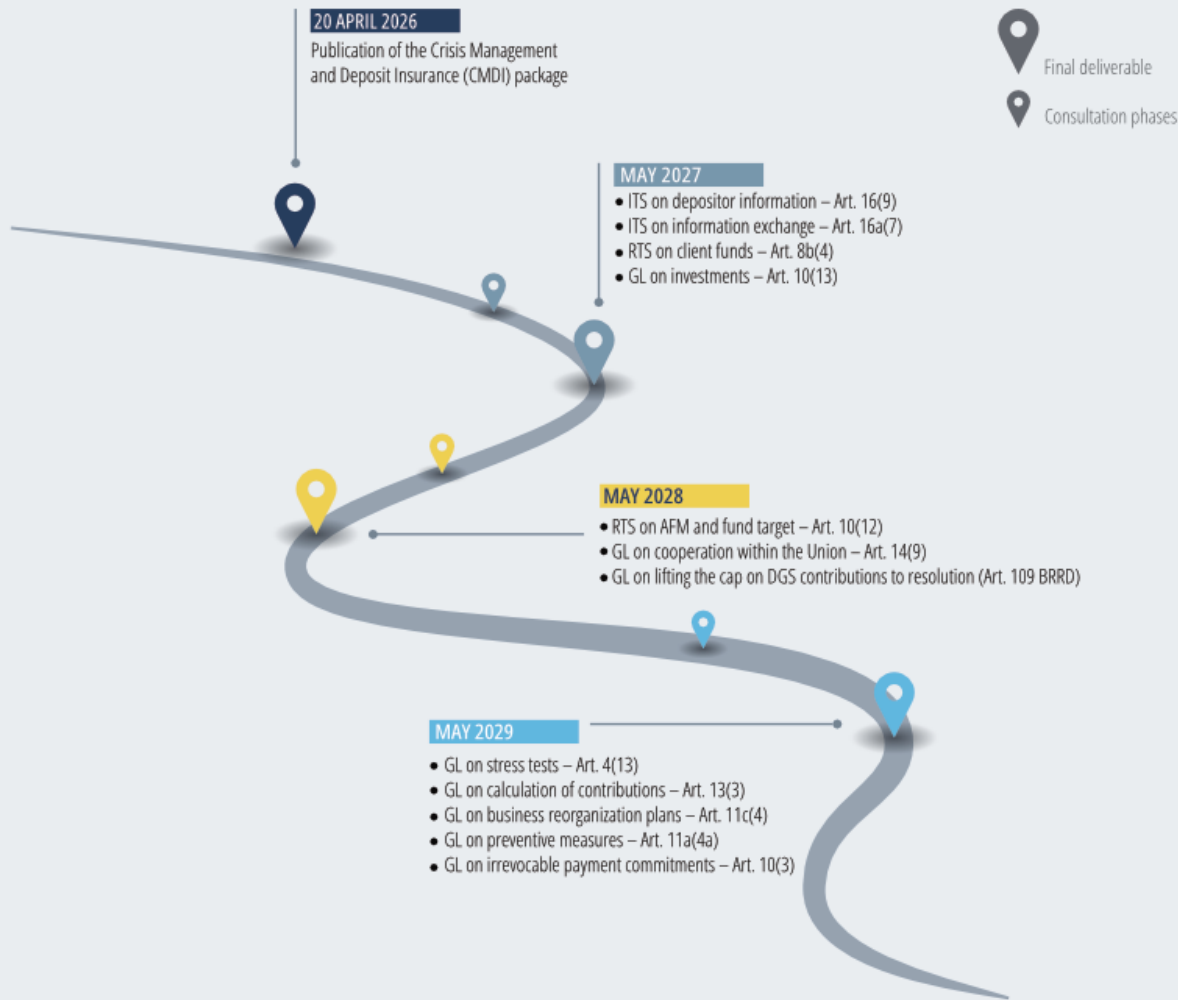 20 APRIL 2026
Publication of the Crisis Management
and Deposit Insurance (CMDI) package
Final deliverable
Consultation phases
MAY 2027
• ITS on depositor information – Art. 16(9)
• ITS on information exchange – Art. 16a(7)
• RTS on client funds – Art. 8b(4)
• GL on investments – Art. 10(13)
MAY 2028
• RTS on AFM and fund target – Art. 10(12)
• GL on cooperation within the Union – Art. 14(9)
• GL on lifting the cap on DGS contributions to resolution (Art. 109 BRRD)
MAY 2029
• GL on stress tests – Art. 4(13)
• GL on calculation of contributions – Art. 13(3)
• GL on business reorganization plans – Art. 11c(4)
• GL on preventive measures – Art. 11a(4a)
• GL on irrevocable payment commitments – Art. 10(3)